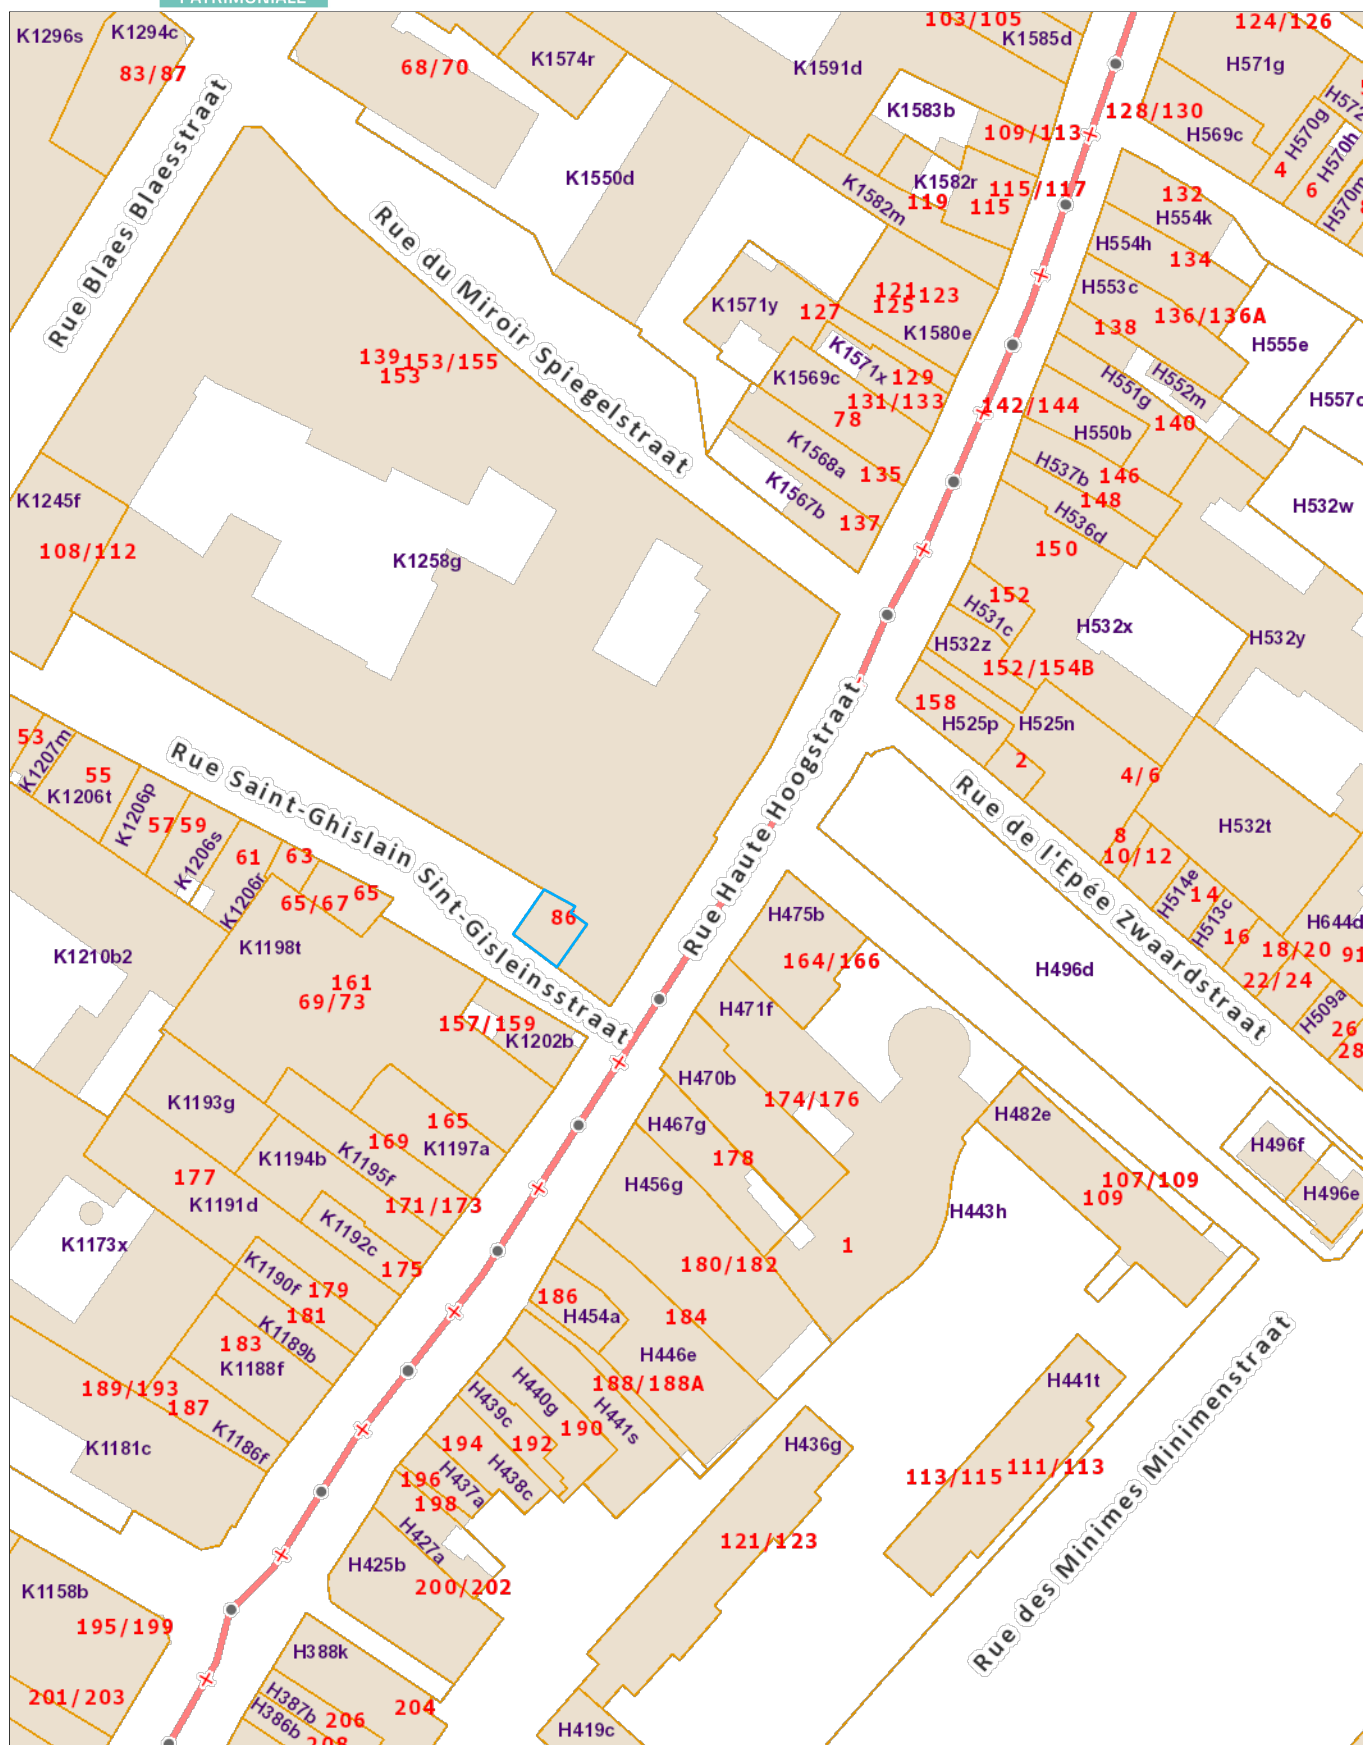 PATRIMONIALE
K1296s
K1294c
83/87
68/70
K1574r
K1591d
103/105
K1585d
124/126
H571g
K1583b
109/113
128/130
H569c
H570g
H570h
H570m
4
6
K1550d
K1582r
K1582m
119
115
115/117
132
H554k
H554h
134
Rue Blaes Blaesstraat
Rue du Miroir Spiegelstraat
K1571y
127
121
123
125
K1580e
H553c
136/136A
138
H555e
K1571x
129
K1569c
131/133
78
H551g
H552m
142/144
140
H550b
139
153/155
153
K1568a
135
K1567b
137
H537b
146
148
H536d
150
H532w
K1245f
108/112
K1258g
152
H531c
H532z
H532x
H532y
152/154B
158
H525p
H525n
2
4/6
53
K1207m
55
K1206t
K1206p
57
59
K1206s
61
63
K1206r
65/67
65
Rue Saint-Ghislain Sint-Gisleinsstraat
Rue Haute Hoogstraat
Rue de l'Epée Zwaardstraat
8
10/12
H532t
H514e
14
H513c
16
18/20
22/24
H644d
91
H509a
26
28
86
H475b
164/166
H496d
K1210b2
K1198t
161
69/73
157/159
K1202b
H471f
H470b
174/176
H467g
178
H456g
H482e
107/109
109
H496f
H496e
K1193g
165
169
K1197a
K1194b
K1195f
171/173
177
K1191d
K1192c
175
K1173x
K1190f
179
181
K1189b
183
K1188f
189/193
187
K1186f
K1181c
H443h
1
180/182
186
H454a
184
H446e
188/188A
H440g
H441s
H439c
190
192
194
H438c
H437a
196
198
H427a
H425b
200/202
H436g
121/123
H441t
113/115
111/113
Rue des Minimes Minimenstraat
K1158b
195/199
201/203
H388k
H387b
H386b
204
206
208
H419c